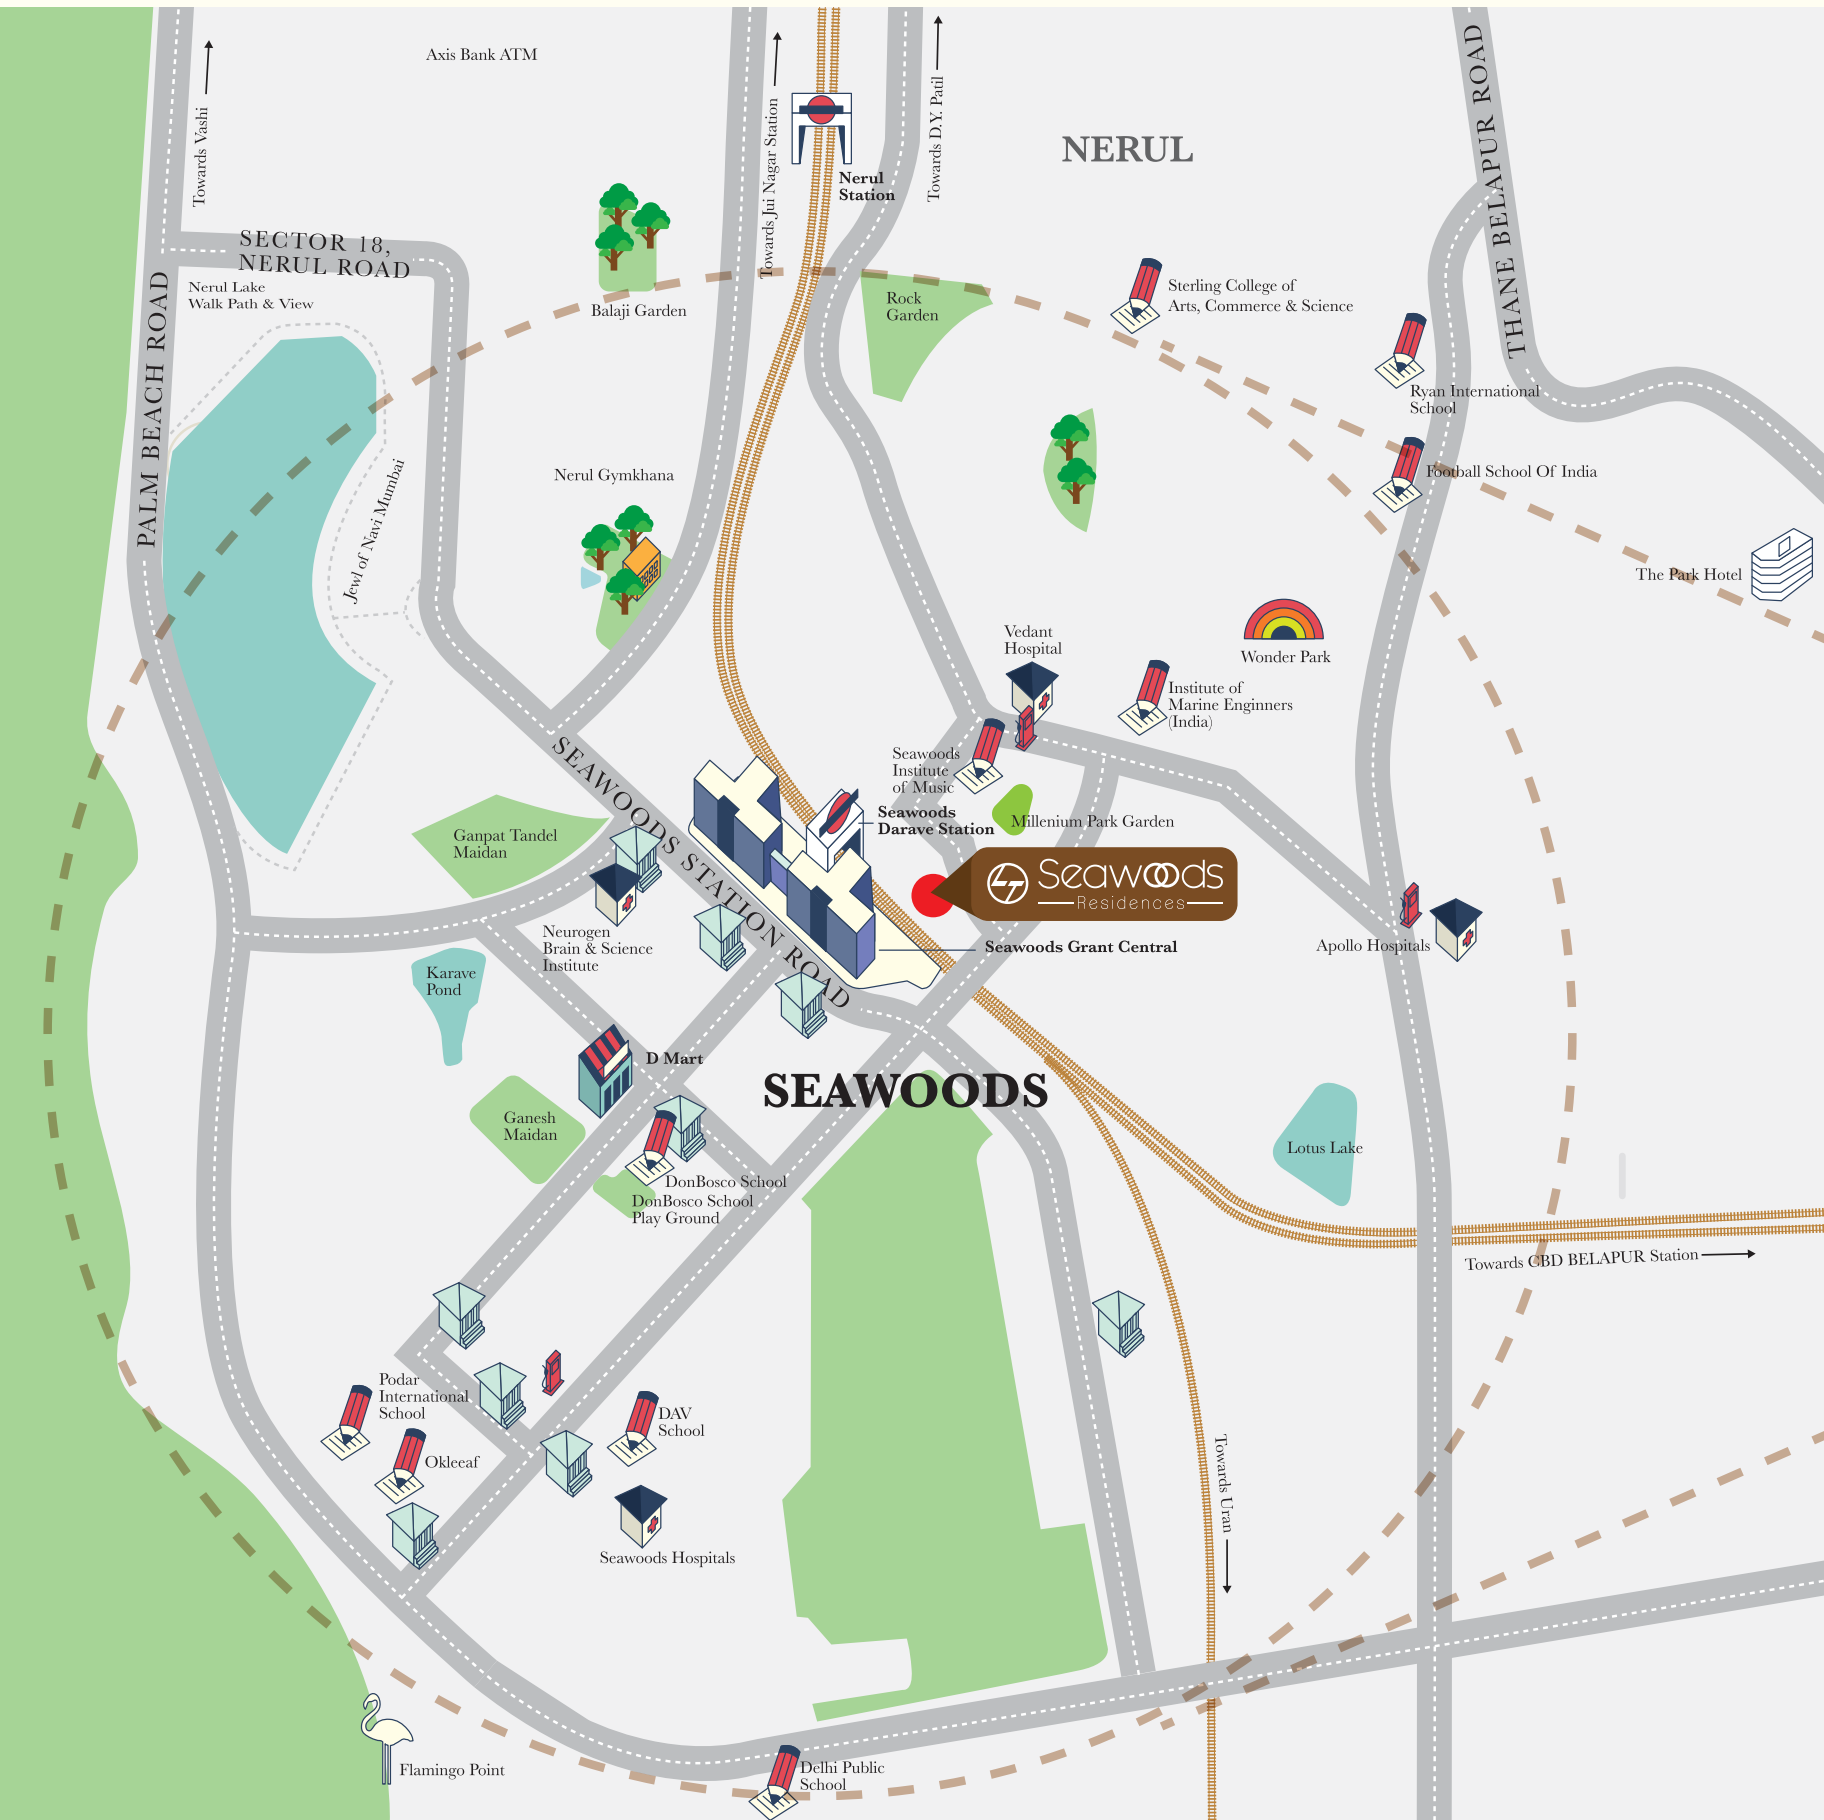 Axis Bank ATM
Towards Vashi
Towards Jui Nagar Station
Towards D.Y. Patil
THANE BELAPUR ROAD
NERUL
Nerul
Station
SECTOR 18,
NERUL ROAD
Nerul Lake
Walk Path & View
PALM BEACH ROAD
Balaji Garden
Rock
Garden
Sterling College of
Arts, Commerce & Science
Ryan International
School
Football School Of India
Nerul Gymkhana
Jewl of Navi Mumbai
The Park Hotel
Vedant
Hospital
Wonder Park
Institute of
Marine Enginners
(India)
SEAWOODS STATION ROAD
Seawoods
Institute
of Music
Seawoods
Darave Station
Millenium Park Garden
Ganpat Tandel
Maidan
LT
Seawoods
Residences
Neurogen
Brain & Science
Institute
Seawoods Grant Central
Apollo Hospitals
Karave
Pond
D Mart
SEAWOODS
Ganesh
Maidan
Lotus Lake
DonBosco School
DonBosco School
Play Ground
Towards CBD BELAPUR Station
Podar
International
School
DAV
School
Okleeaf
Towards Uran
Seawoods Hospitals
Flamingo Point
Delhi Public
School